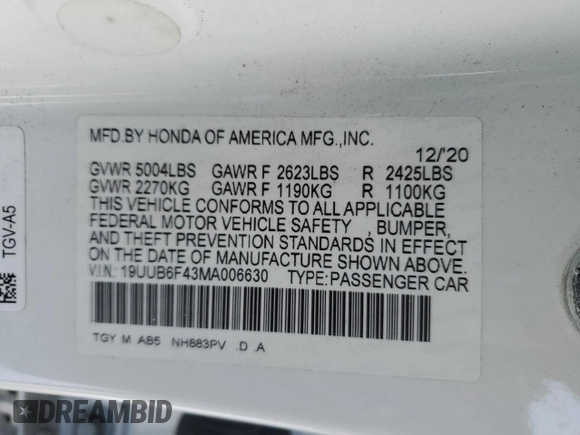 MFD.BY HONDA OF AMERICA MFG.,INC.
12/'20
GVWR 5004LBS GAWR F 2623LBS R 2425LBS
GVWR 2270KG GAWR F 1190KG R 1100KG
THIS VEHICLE CONFORMS TO ALL APPLICABLE
FEDERAL MOTOR VEHICLE SAFETY , BUMPER,
AND THEFT PREVENTION STANDARDS IN EFFECT
ON THE DATE OF MANUFACTURE SHOWN ABOVE.
V.I.N: 19UUB6F43MA006630 TYPE:PASSENGER CAR
TGY M AB5 NH883PV .D .A
TGV-A5
DREAMBID